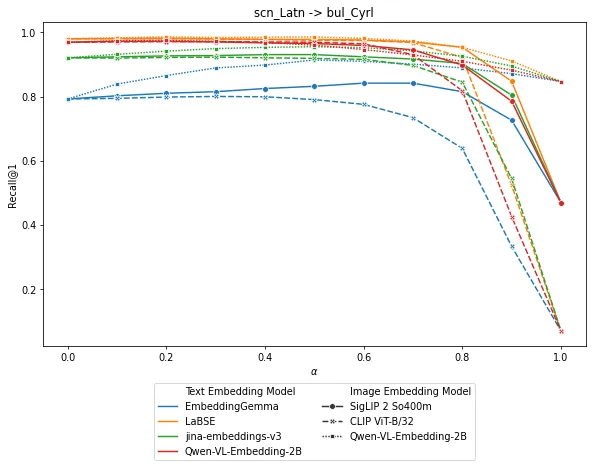 scn_Latn -> bul_Cyrl
Recall@1
1.0
0.8
0.6
0.4
0.2
0.0 0.2 0.4 0.6 0.8 1.0
α
Text Embedding Model Image Embedding Model
EmbeddingGemma SigLIP 2 So400m
LaBSE CLIP ViT-B/32
jina-embeddings-v3 Qwen-VL-Embedding-2B
Qwen-VL-Embedding-2B